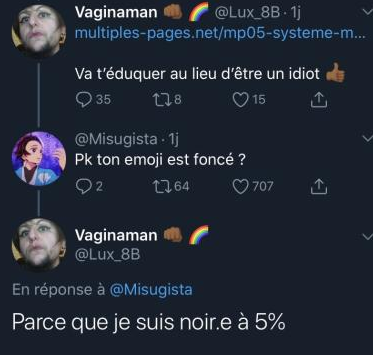 Vaginaman 👊🏾 🌈 @Lux_8B · 1j
multiples-pages.net/mp05-systeme-m...
Va t’éduquer au lieu d’être un idiot 👍🏾
35 8 15
@Misugista · 1j
Pk ton emoji est foncé ?
2 64 707
Vaginaman 👊🏾 🌈
@Lux_8B
En réponse à @Misugista
Parce que je suis noir.e à 5%